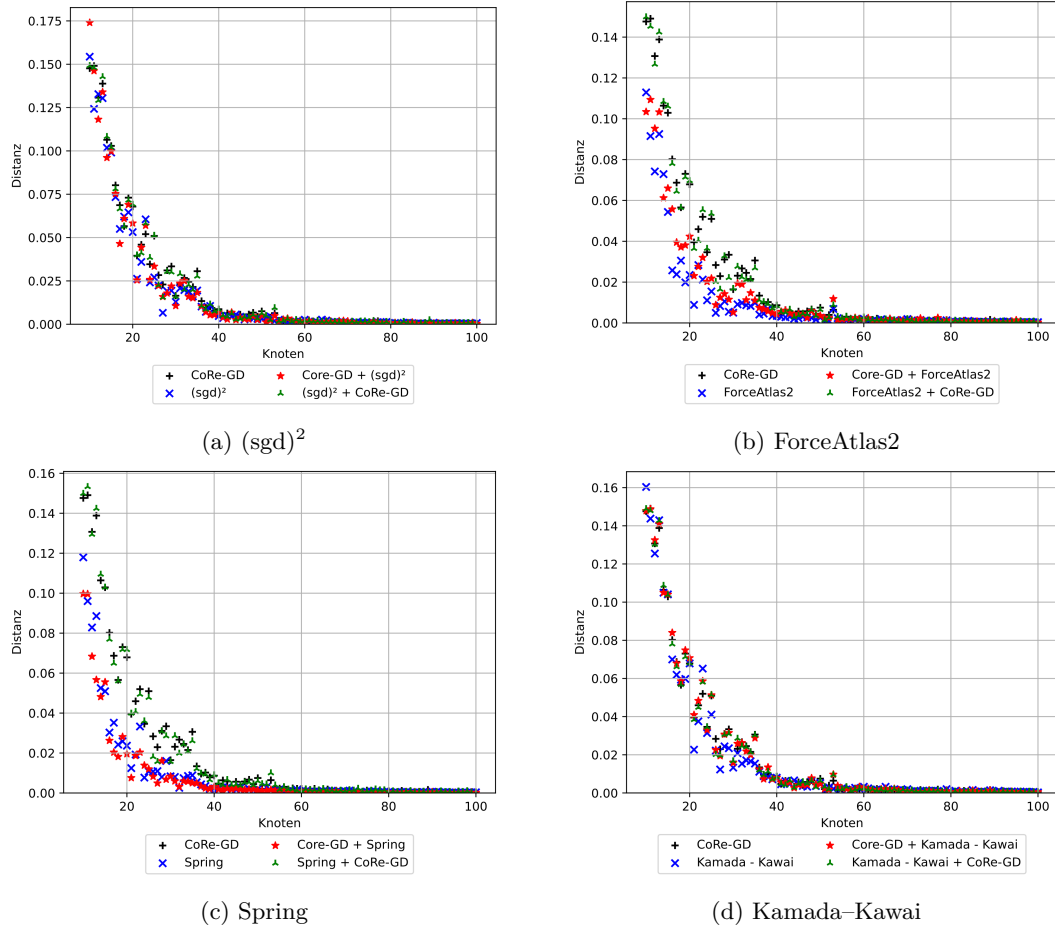 0.175
0.150
0.125
0.100
0.075
0.050
0.025
0.000
Distanz
20 40 60 80 100
Knoten
CoRe-GD Core-GD + (sgd)²
(sgd)² (sgd)² + CoRe-GD
(a) (sgd)²
0.14
0.12
0.10
0.08
0.06
0.04
0.02
0.00
Distanz
20 40 60 80 100
Knoten
CoRe-GD Core-GD + ForceAtlas2
ForceAtlas2 ForceAtlas2 + CoRe-GD
(b) ForceAtlas2
0.16
0.14
0.12
0.10
0.08
0.06
0.04
0.02
0.00
Distanz
20 40 60 80 100
Knoten
CoRe-GD Core-GD + Spring
Spring Spring + CoRe-GD
(c) Spring
0.16
0.14
0.12
0.10
0.08
0.06
0.04
0.02
0.00
Distanz
20 40 60 80 100
Knoten
CoRe-GD Core-GD + Kamada - Kawai
Kamada - Kawai Kamada - Kawai + CoRe-GD
(d) Kamada–Kawai